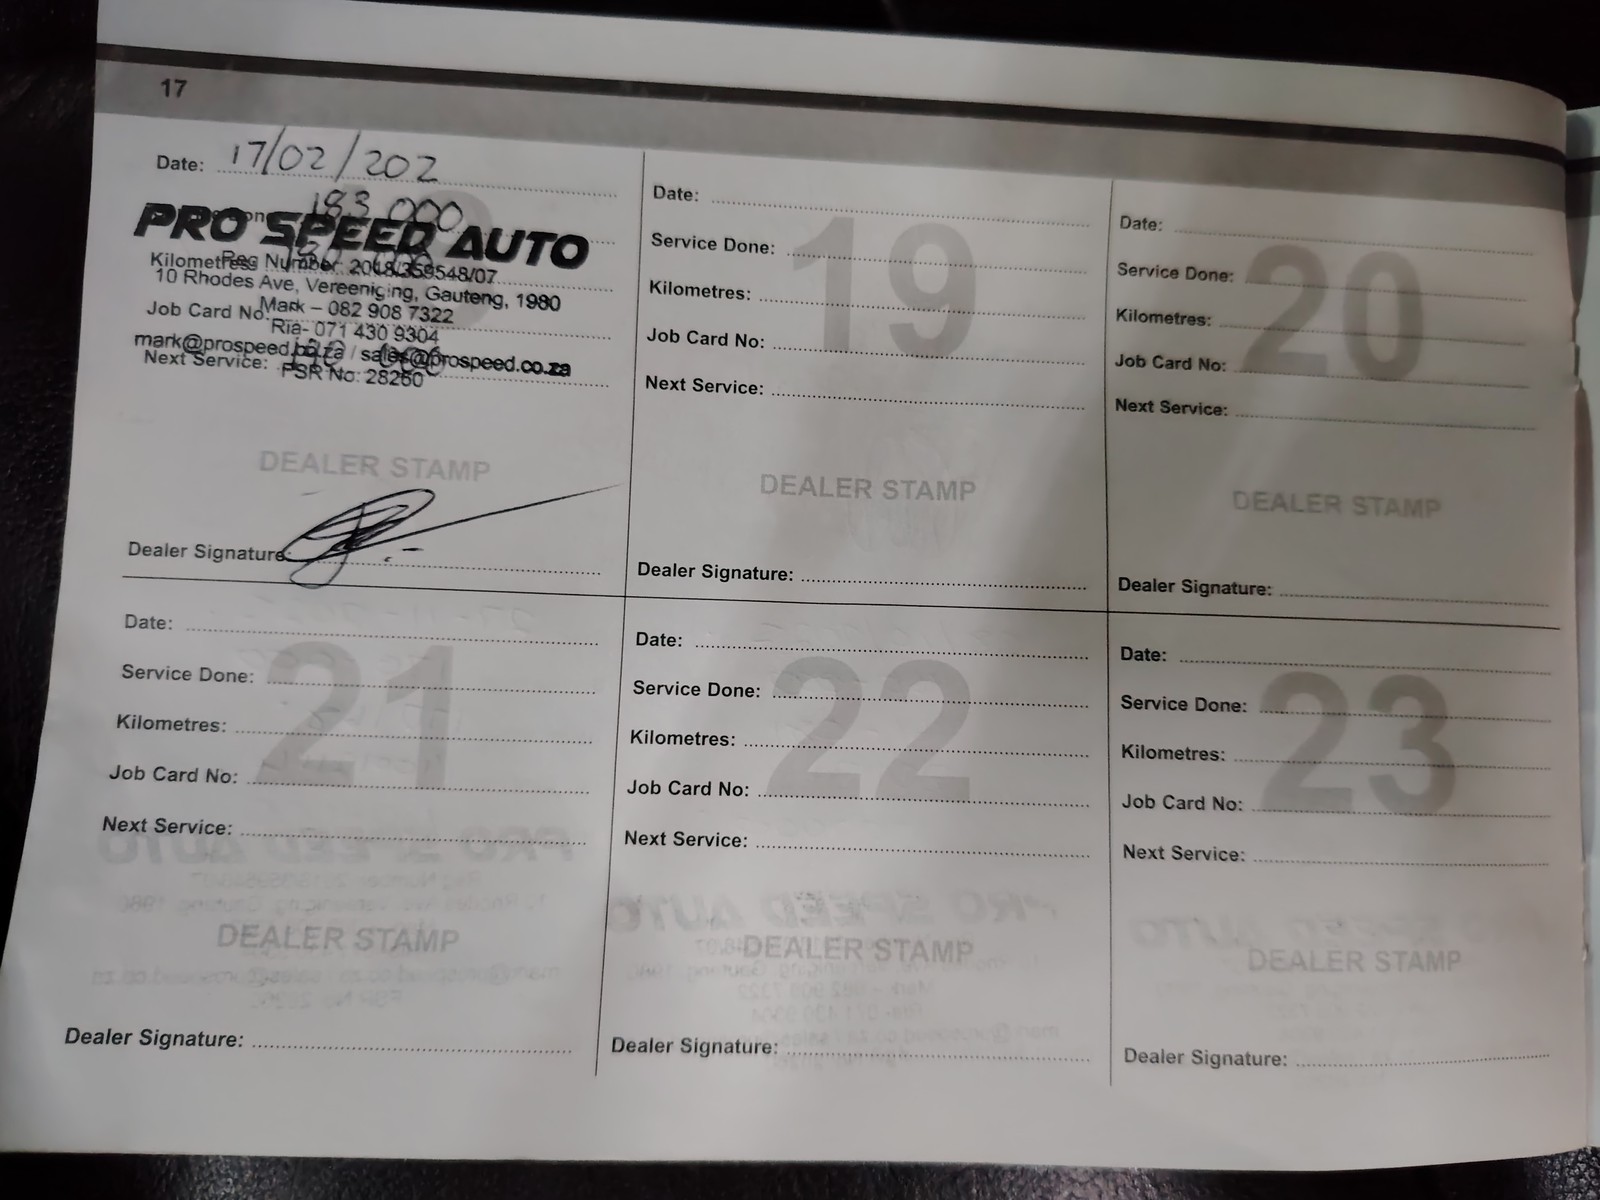 17
Date: 17/02/202
183 000
PRO SPEED AUTO
Reg Number: 2018/359548/07
Kilometres
10 Rhodes Ave, Vereeniging, Gauteng, 1980
Job Card No
Mark – 082 908 7322
Ria- 071 430 9304
mark@prospeed.co.za / sales@prospeed.co.za
Next Service:
FSR No: 28260
DEALER STAMP
Dealer Signature:
19
Date:
Service Done:
Kilometres:
Job Card No:
Next Service:
DEALER STAMP
Dealer Signature:
20
Date:
Service Done:
Kilometres:
Job Card No:
Next Service:
DEALER STAMP
Dealer Signature:
21
Date:
Service Done:
Kilometres:
Job Card No:
Next Service:
DEALER STAMP
Dealer Signature:
22
Date:
Service Done:
Kilometres:
Job Card No:
Next Service:
DEALER STAMP
Dealer Signature:
23
Date:
Service Done:
Kilometres:
Job Card No:
Next Service:
DEALER STAMP
Dealer Signature: